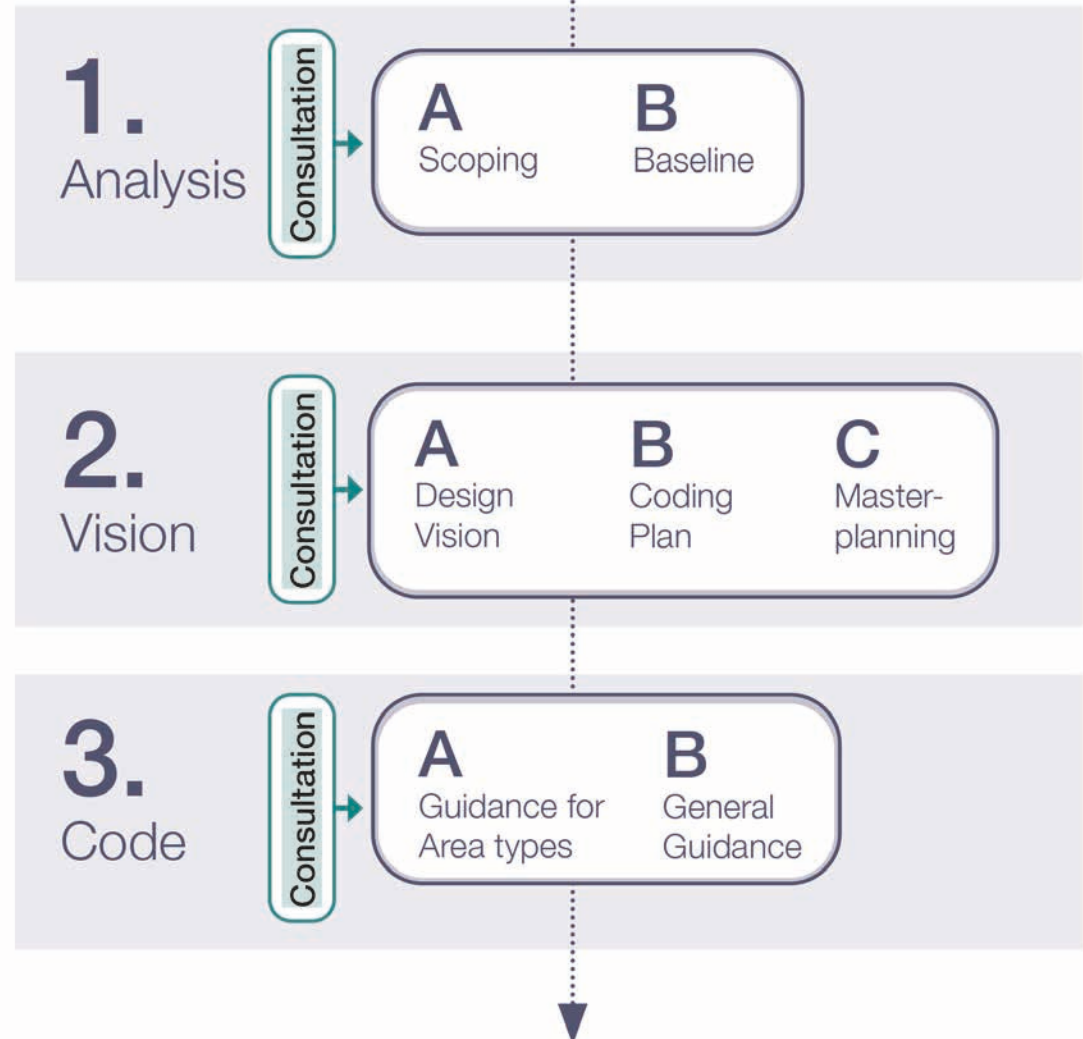 1.
Analysis
Consultation
A
Scoping
B
Baseline
2.
Vision
Consultation
A
Design
Vision
B
Coding
Plan
C
Master-
planning
3.
Code
Consultation
A
Guidance for
Area types
B
General
Guidance